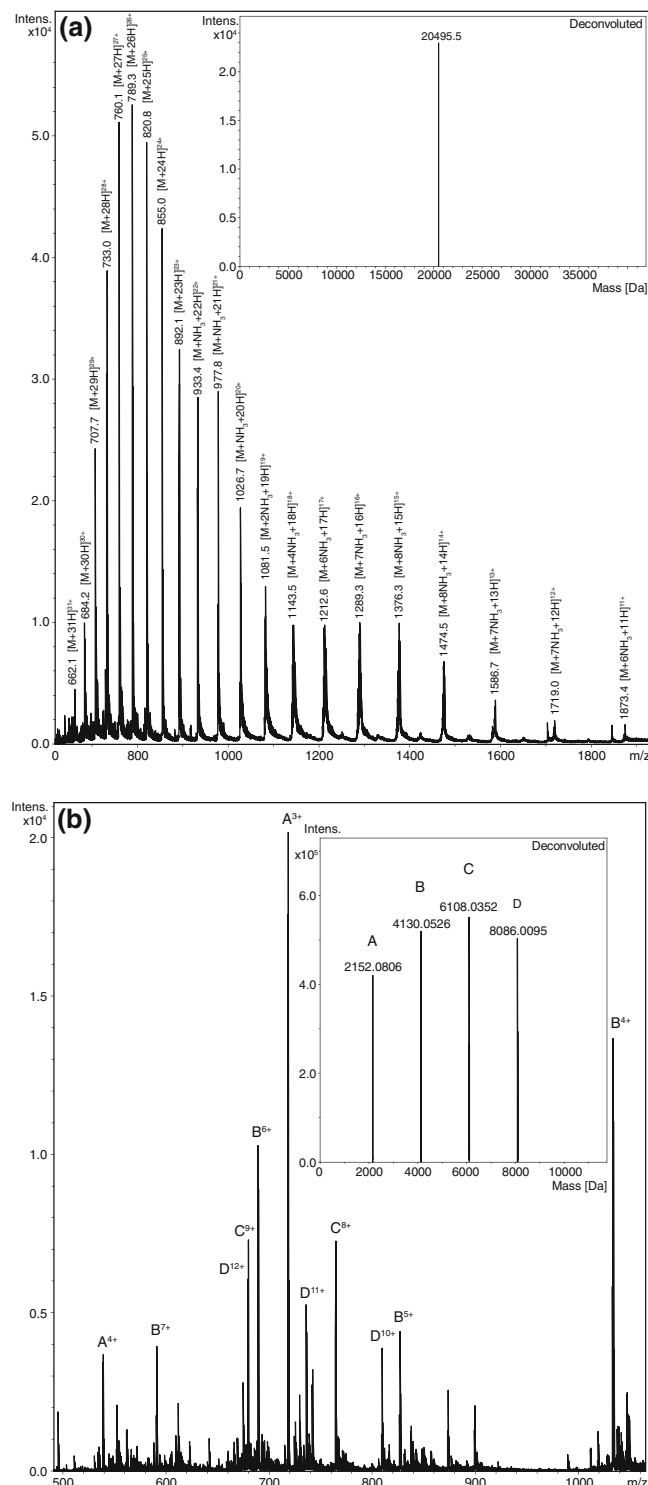 Intens.
x10⁴
(a)
Deconvoluted
Intens.
x10⁴
20495.5
2.0
1.5
1.0
0.5
0.0
0 5000 10000 15000 20000 25000 30000 35000
Mass [Da]
5.0
4.0
3.0
2.0
1.0
0.0
662.1 [M+31H]³¹⁺
684.2 [M+30H]³⁰⁺
707.7 [M+29H]²⁹⁺
733.0 [M+28H]²⁸⁺
760.1 [M+27H]²⁷⁺
789.3 [M+26H]²⁶⁺
820.8 [M+25H]²⁵⁺
855.0 [M+24H]²⁴⁺
892.1 [M+23H]²³⁺
933.4 [M+NH₃+22H]²²⁺
977.8 [M+NH₃+21H]²¹⁺
1026.7 [M+NH₃+20H]²⁰⁺
1081.5 [M+2NH₃+19H]¹⁹⁺
1143.5 [M+4NH₃+18H]¹⁸⁺
1212.6 [M+6NH₃+17H]¹⁷⁺
1289.3 [M+7NH₃+16H]¹⁶⁺
1376.3 [M+8NH₃+15H]¹⁵⁺
1474.5 [M+8NH₃+14H]¹⁴⁺
1586.7 [M+7NH₃+13H]¹³⁺
1719.0 [M+7NH₃+12H]¹²⁺
1873.4 [M+6NH₃+11H]¹¹⁺
0 800 1000 1200 1400 1600 1800 m/z
Intens.
x10⁴
(b)
2.0
1.5
1.0
0.5
0.0
A³⁺
Intens.
x10⁵
Deconvoluted
6.0
4.0
2.0
0.0
A
2152.0806
B
4130.0526
C
6108.0352
D
8086.0095
0 2000 4000 6000 8000 10000
Mass [Da]
B⁴⁺
B⁶⁺
C⁹⁺
D¹²⁺
C⁸⁺
D¹¹⁺
A⁴⁺
B⁷⁺
D¹⁰⁺
B⁵⁺
500 600 700 800 900 1000 m/z